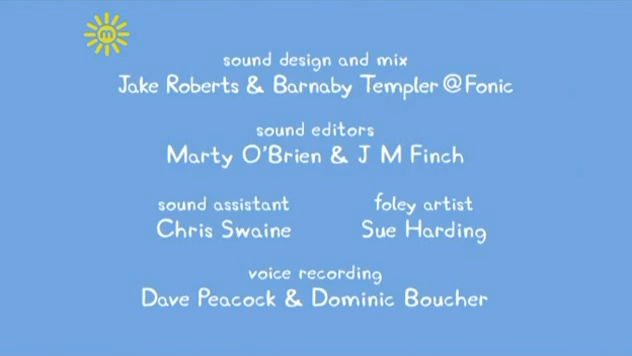 m
sound design and mix
Jake Roberts & Barnaby Templer @Fonic
sound editors
Marty O'Brien & J M Finch
sound assistant
Chris Swaine
foley artist
Sue Harding
voice recording
Dave Peacock & Dominic Boucher